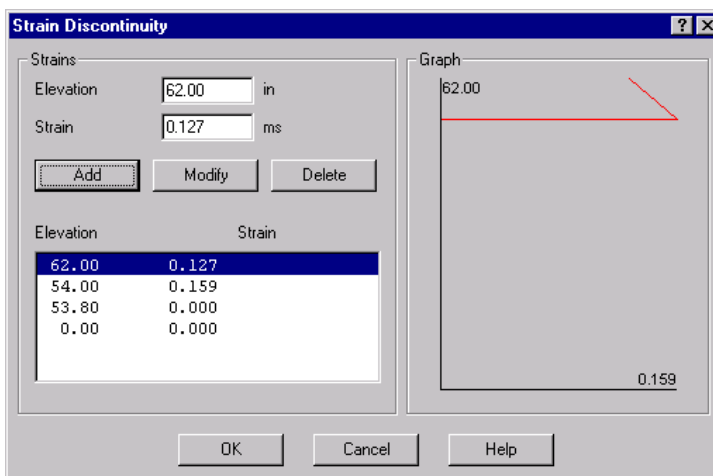 Strain Discontinuity
Strains
Elevation 62.00 in
Strain 0.127 ms
Add Modify Delete
Elevation Strain
62.00 0.127
54.00 0.159
53.80 0.000
0.00 0.000
Graph
62.00
0.159
OK Cancel Help